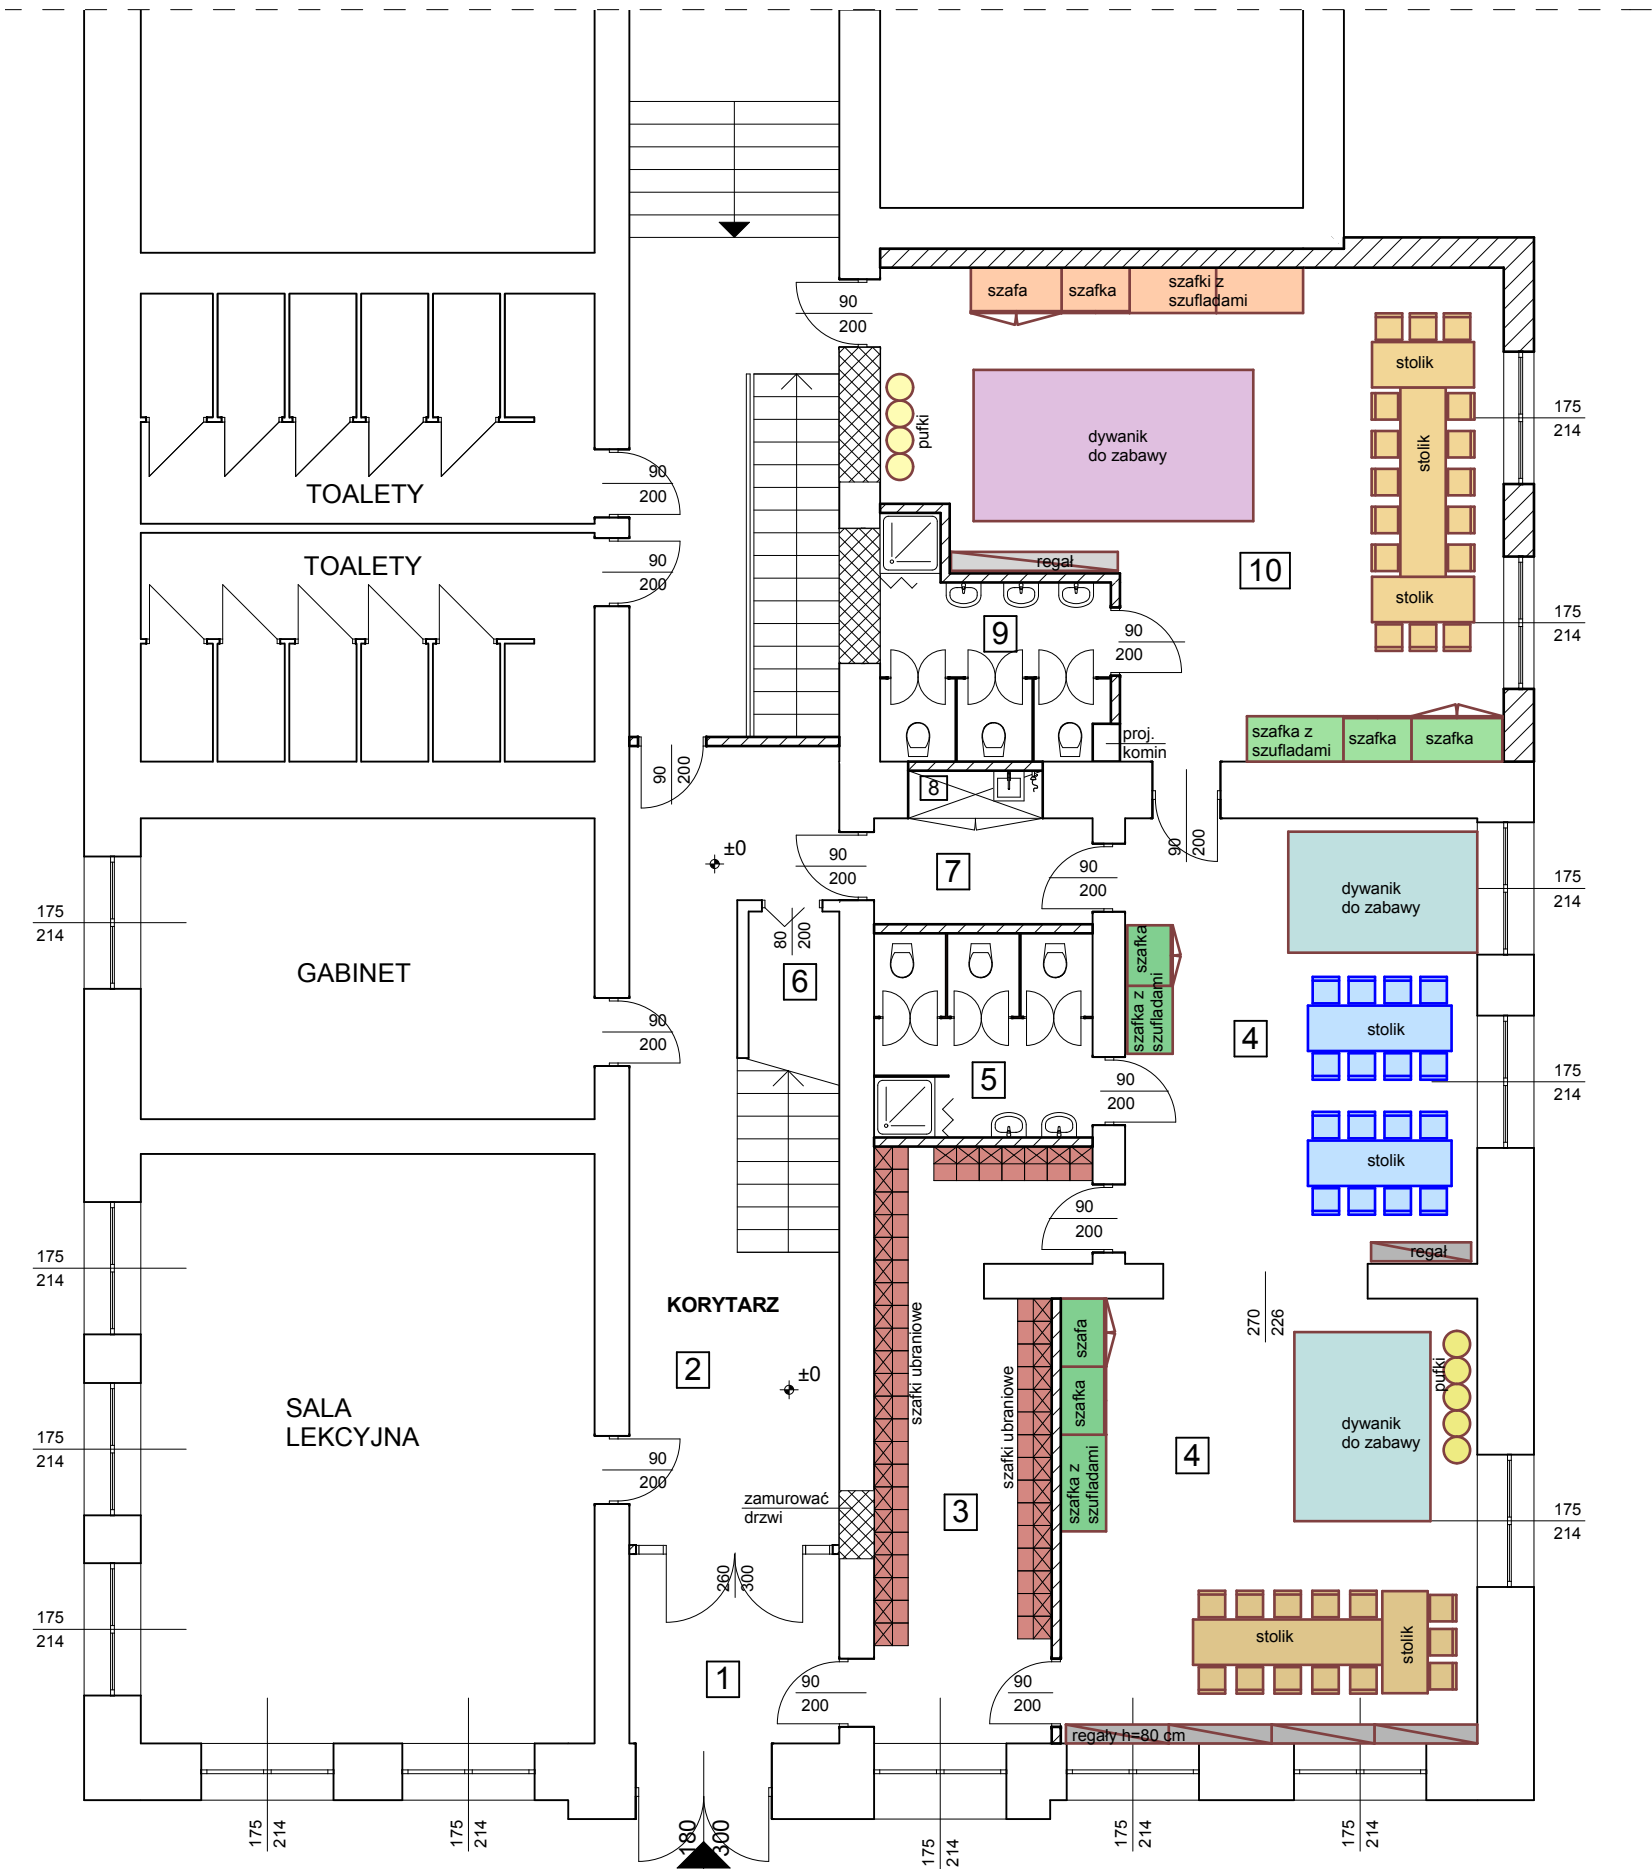 szafa
szafka
szafki z
szufladami
90
200
stolik
pufki
dywanik
do zabawy
stolik
175
214
90
200
TOALETY
TOALETY
90
200
regał
10
stolik
175
214
9
90
200
proj.
komin
szafka z
szufladami
szafka
szafka
90
200
8
90
200
±0
90
200
7
90
200
dywanik
do zabawy
175
214
175
214
80
200
szafka
szafka z
szufladami
GABINET
6
4
stolik
90
200
5
90
200
175
214
stolik
90
200
175
214
regał
KORYTARZ
270
226
szafki ubraniowe
szafki ubraniowe
szafa
szafka
szafka z
szufladami
2
±0
pufki
dywanik
do zabawy
SALA
LEKCYJNA
175
214
90
200
4
zamurować
drzwi
3
175
214
260
300
175
214
stolik
stolik
1
90
200
90
200
regały h=80 cm
175
214
175
214
180
300
175
214
175
214
175
214